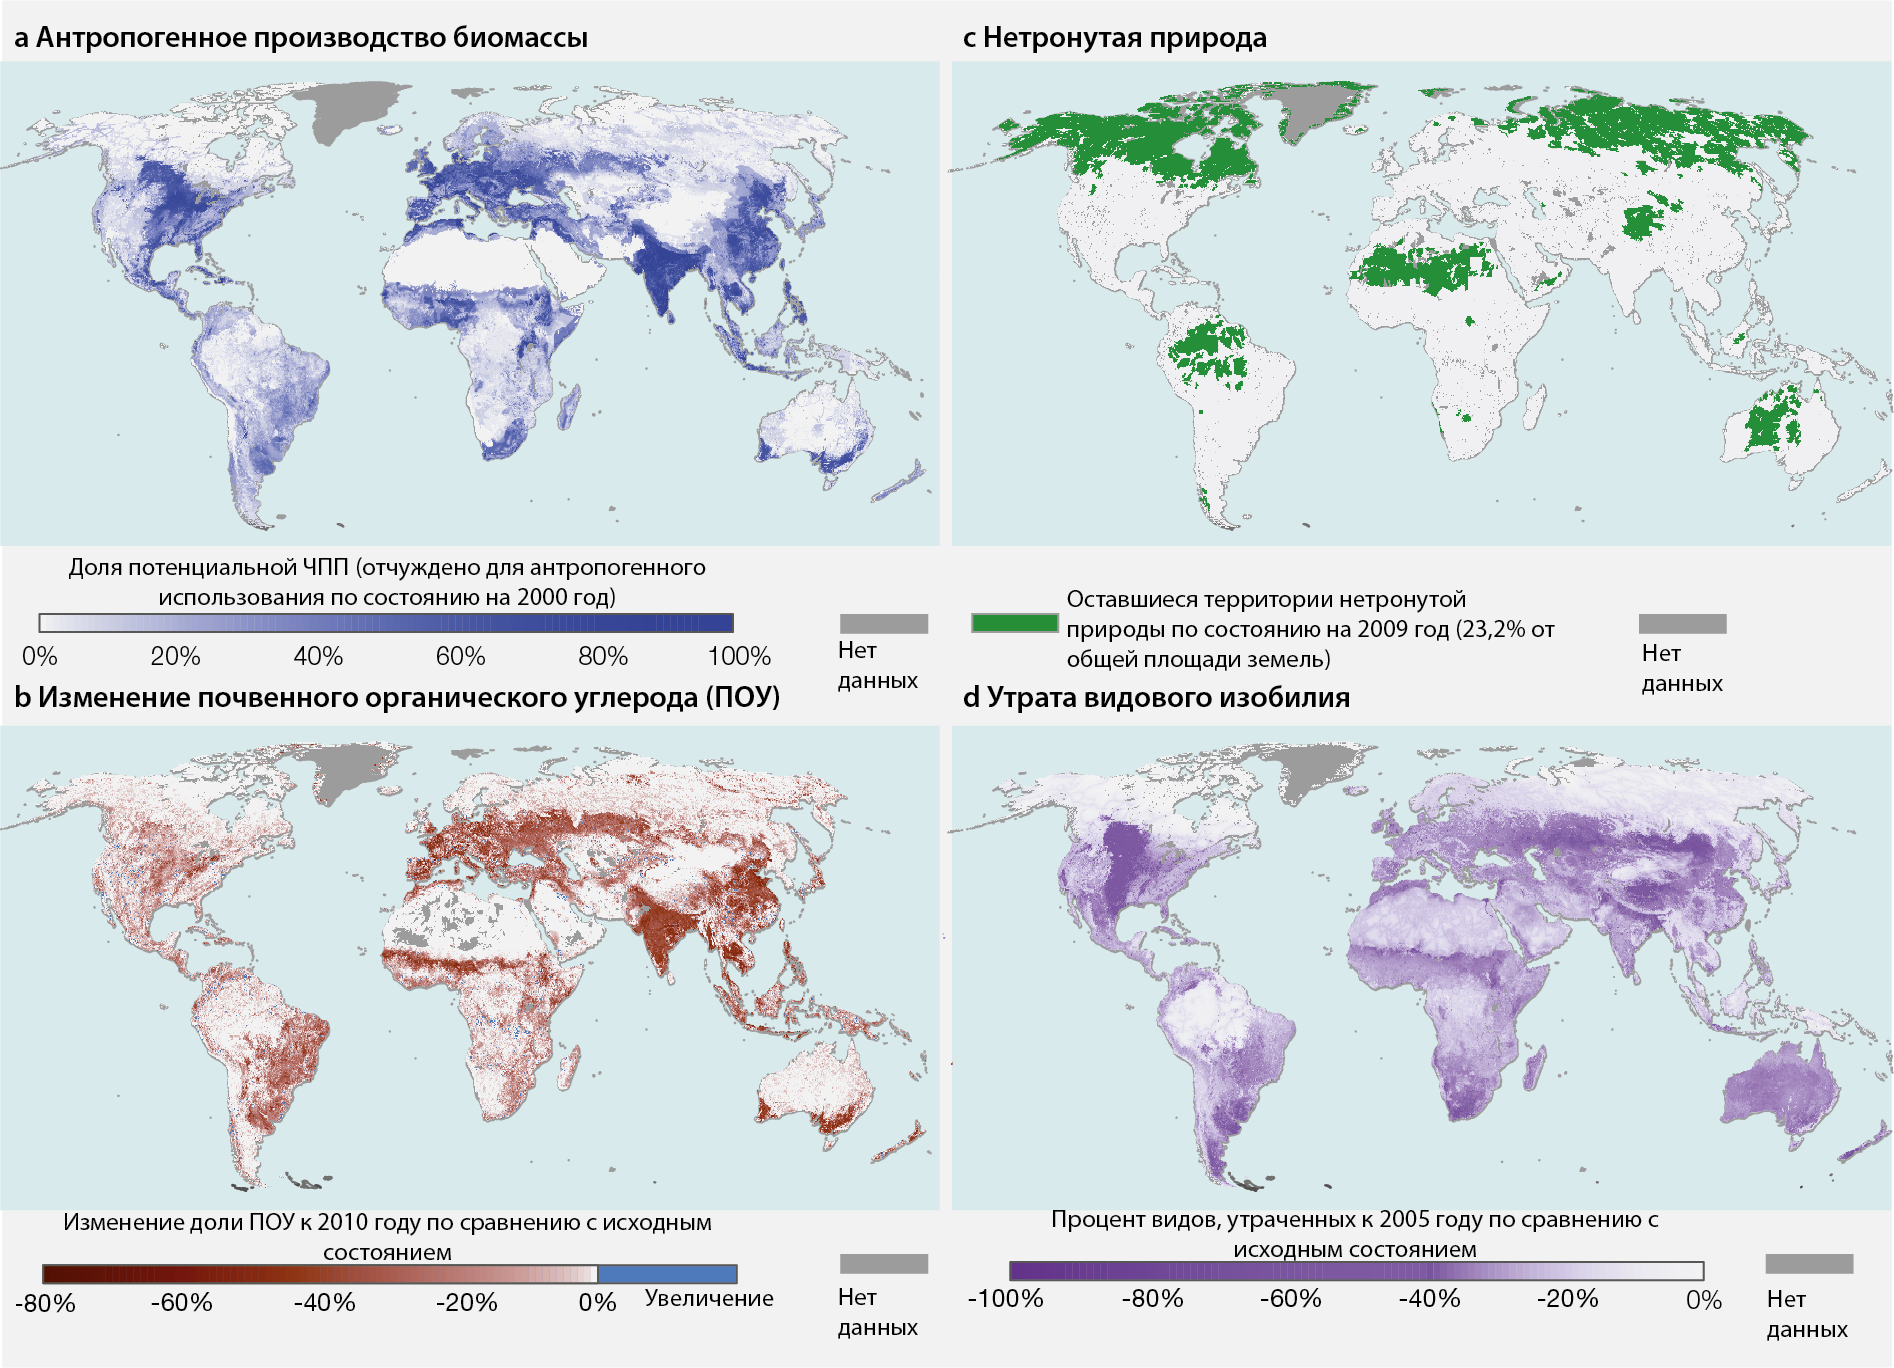 a Антропогенное производство биомассы
Доля потенциальной ЧПП (отчуждено для антропогенного
использования по состоянию на 2000 год)
0% 20% 40% 60% 80% 100%
Нет
данных
c Нетронутая природа
Оставшиеся территории нетронутой
природы по состоянию на 2009 год (23,2% от
общей площади земель)
Нет
данных
b Изменение почвенного органического углерода (ПОУ)
Изменение доли ПОУ к 2010 году по сравнению с исходным
состоянием
-80% -60% -40% -20% 0% Увеличение
Нет
данных
d Утрата видового изобилия
Процент видов, утраченных к 2005 году по сравнению с
исходным состоянием
-100% -80% -60% -40% -20% 0%
Нет
данных